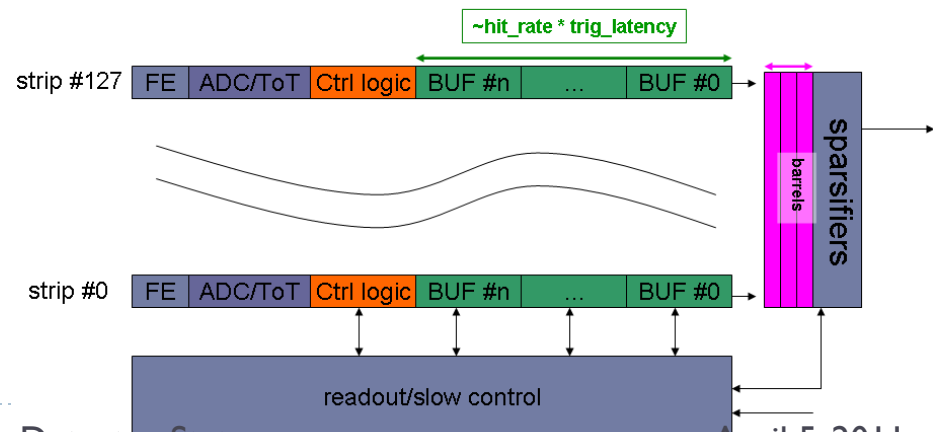 ~hit_rate * trig_latency
strip #127 FE ADC/ToT Ctrl logic BUF #n ... BUF #0
barrels
sparsifiers
strip #0 FE ADC/ToT Ctrl logic BUF #n ... BUF #0
readout/slow control